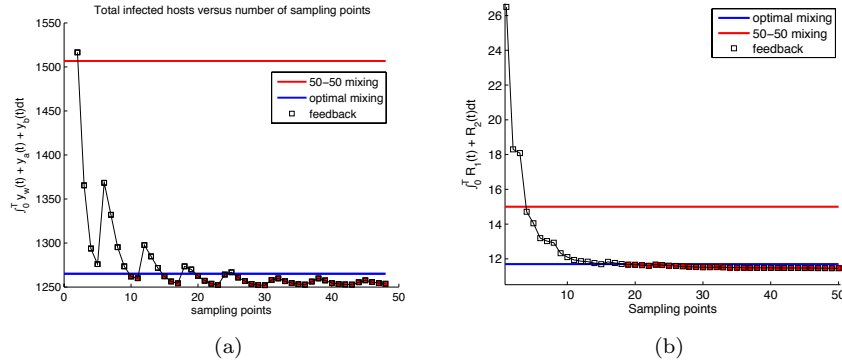 Total infected hosts versus number of sampling points
1550
1500
1450
1400
1350
1300
1250
∫₀ᵀ y_w(t) + y_a(t) + y_b(t)dt
50−50 mixing
optimal mixing
feedback
0 10 20 30 40 50
sampling points
(a)
26
24
22
20
18
16
14
12
∫₀ᵀ R₁(t) + R₂(t)dt
optimal mixing
50−50 mixing
feedback
10 20 30 40 50
Sampling points
(b)